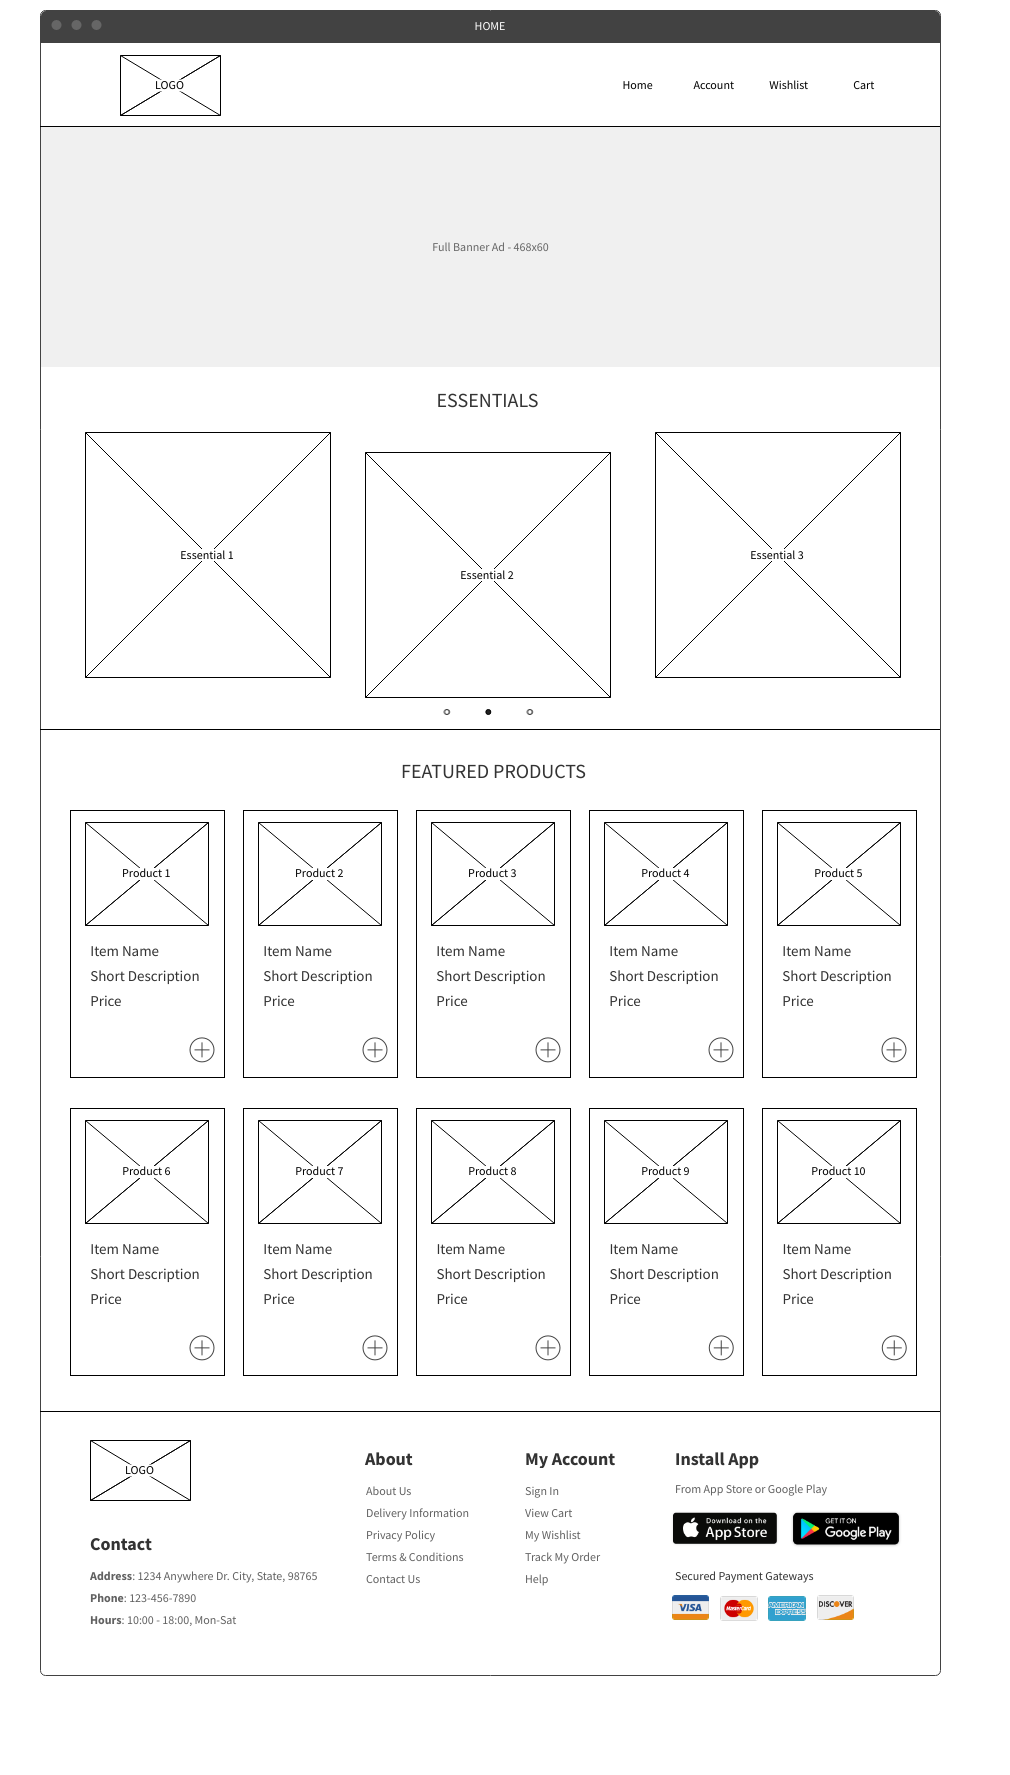 HOME
LOGO
Home Account Wishlist Cart
Full Banner Ad - 468x60
ESSENTIALS
Essential 1
Essential 2
Essential 3
FEATURED PRODUCTS
Product 1
Item Name
Short Description
Price
Product 2
Item Name
Short Description
Price
Product 3
Item Name
Short Description
Price
Product 4
Item Name
Short Description
Price
Product 5
Item Name
Short Description
Price
Product 6
Item Name
Short Description
Price
Product 7
Item Name
Short Description
Price
Product 8
Item Name
Short Description
Price
Product 9
Item Name
Short Description
Price
Product 10
Item Name
Short Description
Price
LOGO
Contact
Address: 1234 Anywhere Dr. City, State, 98765
Phone: 123-456-7890
Hours: 10:00 - 18:00, Mon-Sat
About
About Us
Delivery Information
Privacy Policy
Terms & Conditions
Contact Us
My Account
Sign In
View Cart
My Wishlist
Track My Order
Help
Install App
From App Store or Google Play
Download on the
App Store
GET IT ON
Google Play
Secured Payment Gateways
VISA
MasterCard
AMERICAN
EXPRESS
DISCOVER